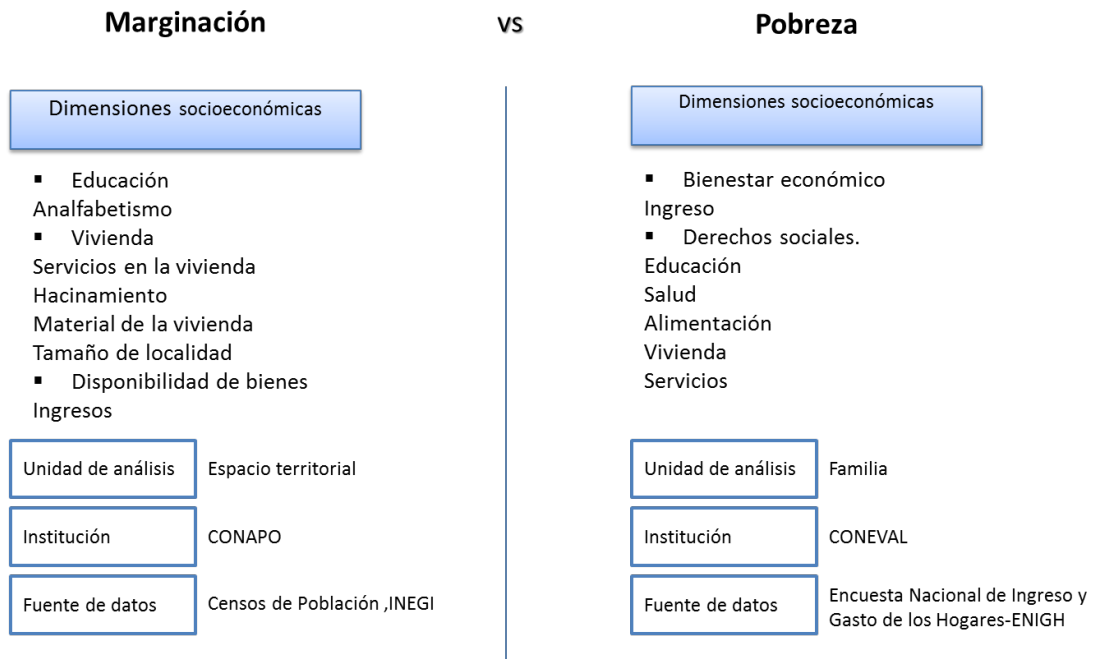 Marginación vs Pobreza
Dimensiones socioeconómicas
▪ Educación
Analfabetismo
▪ Vivienda
Servicios en la vivienda
Hacinamiento
Material de la vivienda
Tamaño de localidad
▪ Disponibilidad de bienes
Ingresos
Unidad de análisis Espacio territorial
Institución CONAPO
Fuente de datos Censos de Población ,INEGI
Dimensiones socioeconómicas
▪ Bienestar económico
Ingreso
▪ Derechos sociales.
Educación
Salud
Alimentación
Vivienda
Servicios
Unidad de análisis Familia
Institución CONEVAL
Fuente de datos Encuesta Nacional de Ingreso y
Gasto de los Hogares-ENIGH